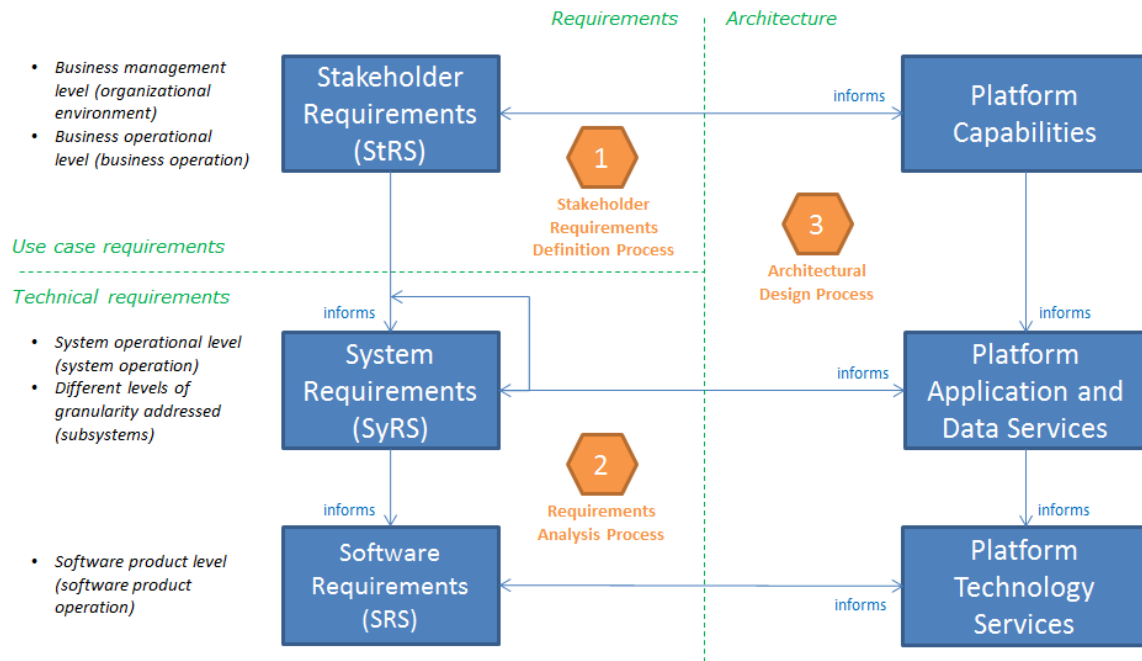 Requirements
Architecture
• Business management
level (organizational
environment)
• Business operational
level (business operation)
Stakeholder
Requirements
(StRS)
informs
Platform
Capabilities
1
Stakeholder
Requirements
Definition Process
3
Architectural
Design Process
Use case requirements
Technical requirements
informs
informs
• System operational level
(system operation)
• Different levels of
granularity addressed
(subsystems)
System
Requirements
(SyRS)
informs
Platform
Application and
Data Services
2
Requirements
Analysis Process
informs
informs
• Software product level
(software product
operation)
Software
Requirements
(SRS)
informs
Platform
Technology
Services